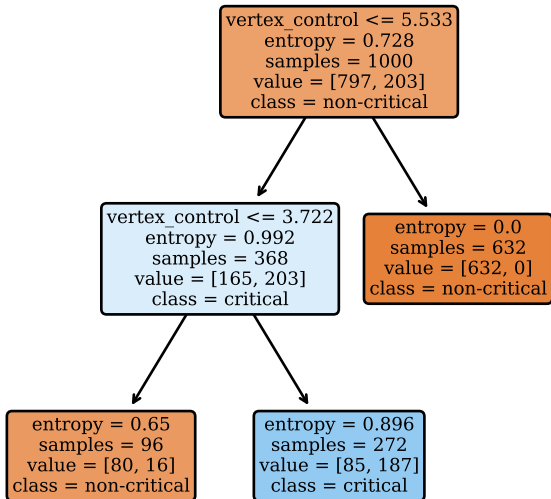 vertex_control <= 5.533
entropy = 0.728
samples = 1000
value = [797, 203]
class = non-critical
vertex_control <= 3.722
entropy = 0.992
samples = 368
value = [165, 203]
class = critical
entropy = 0.0
samples = 632
value = [632, 0]
class = non-critical
entropy = 0.65
samples = 96
value = [80, 16]
class = non-critical
entropy = 0.896
samples = 272
value = [85, 187]
class = critical